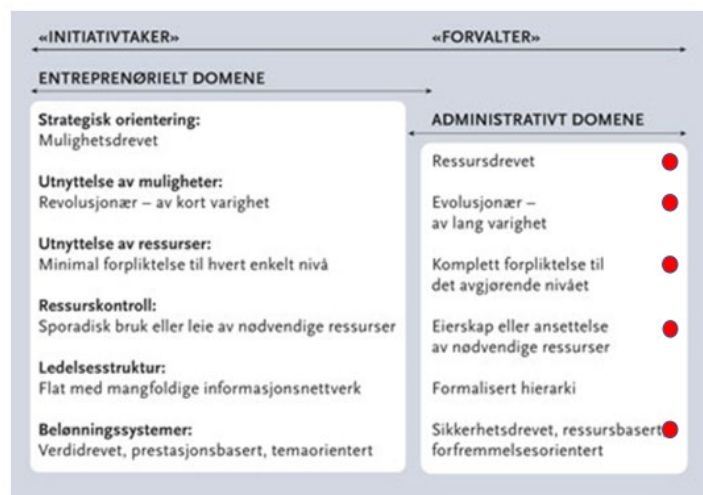 «INITIATIVTAKER»
«FORVALTER»
ENTREPRENØRIELT DOMENE
Strategisk orientering:
Mulighetsdrevet
Utnyttelse av muligheter:
Revolusjonær – av kort varighet
Utnyttelse av ressurser:
Minimal forpliktelse til hvert enkelt nivå
Ressurskontroll:
Sporadisk bruk eller leie av nødvendige ressurser
Ledelsesstruktur:
Flat med mangfoldige informasjonsnettverk
Belønningssystemer:
Verdidrevet, prestasjonsbasert, temaorientert
ADMINISTRATIVT DOMENE
Ressursdrevet
Evolusjonær –
av lang varighet
Komplett forpliktelse til
det avgjørende nivået
Eierskap eller ansettelse
av nødvendige ressurser
Formalisert hierarki
Sikkerhetsdrevet, ressursbasert
forfremmelsesorientert